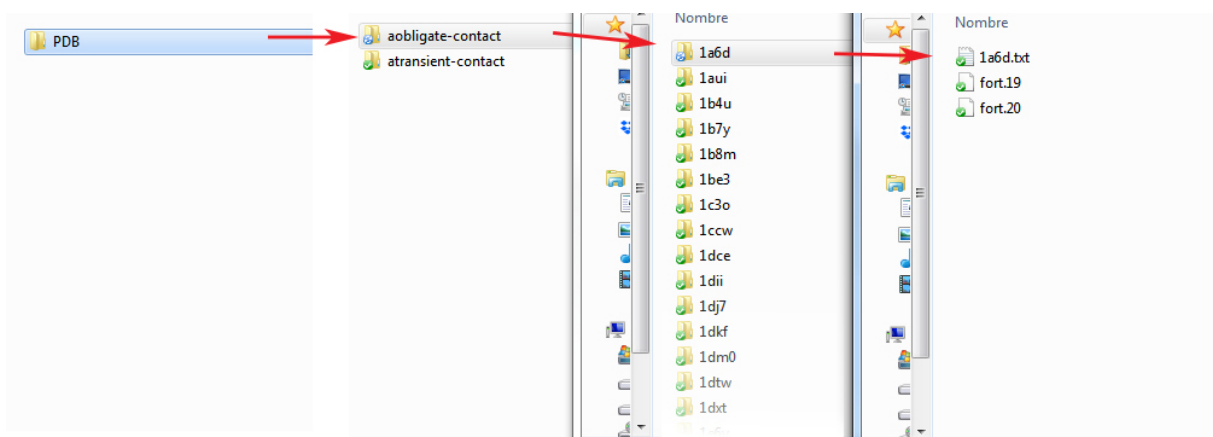 PDB
aobligate-contact
atransient-contact
Nombre
1a6d
1aui
1b4u
1b7y
1b8m
1be3
1c3o
1ccw
1dce
1dii
1dj7
1dkf
1dm0
1dtw
1dxt
Nombre
1a6d.txt
fort.19
fort.20